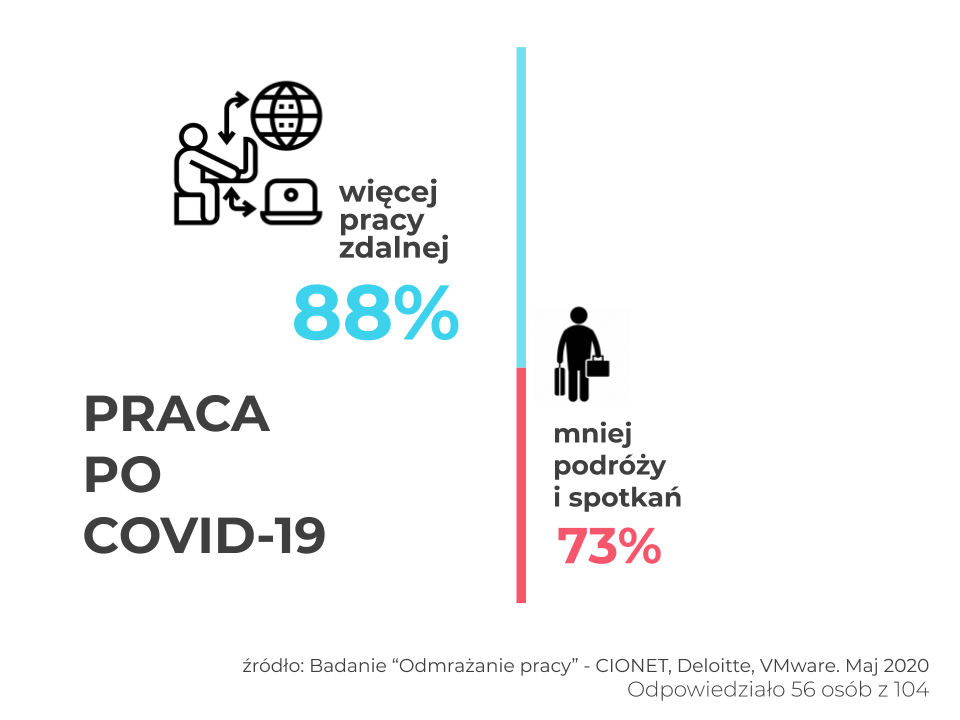 więcej
pracy
zdalnej
88%
PRACA
PO
COVID-19
mniej
podróży
i spotkań
73%
źródło: Badanie “Odmrażanie pracy” - CIONET, Deloitte, VMware. Maj 2020
Odpowiedziało 56 osób z 104